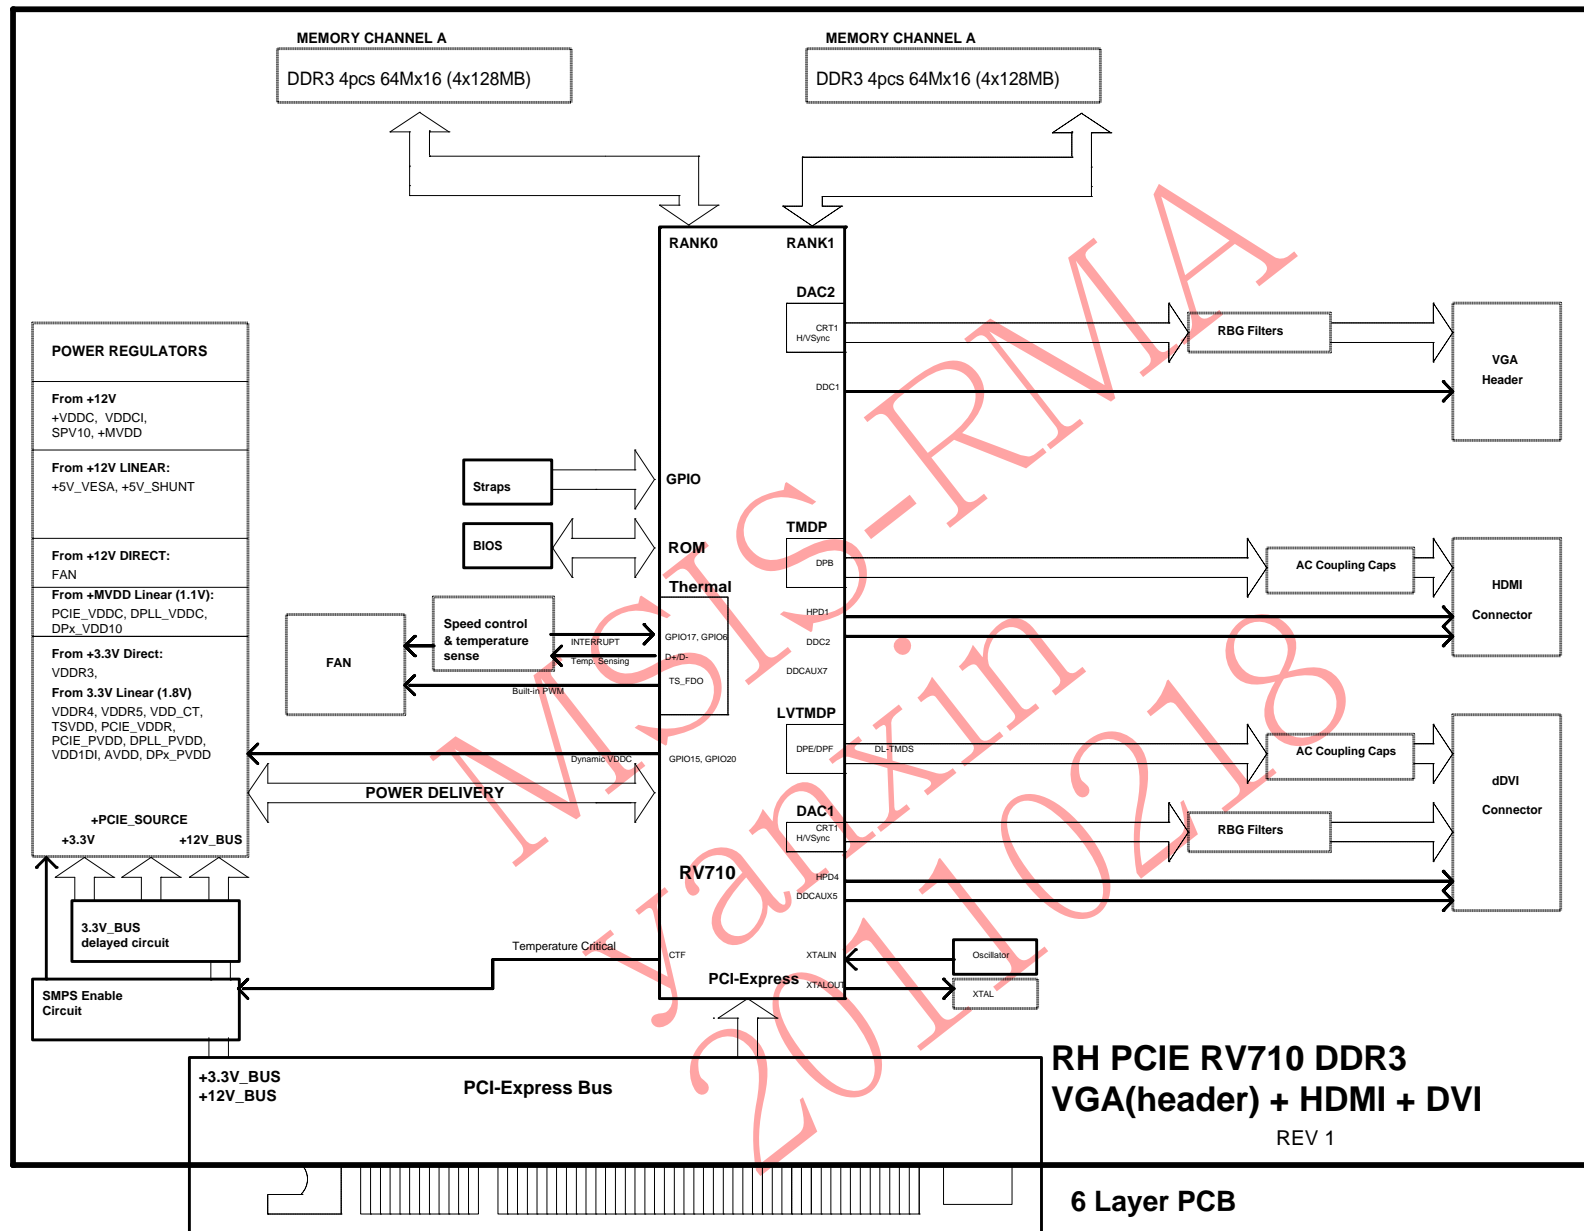 MEMORY CHANNEL A
DDR3 4pcs 64Mx16 (4x128MB)
MEMORY CHANNEL A
DDR3 4pcs 64Mx16 (4x128MB)
RANK0
RANK1
DAC2
CRT1
H/VSync
DDC1
RBG Filters
VGA
Header
POWER REGULATORS
From +12V
+VDDC, VDDCI,
SPV10, +MVDD
From +12V LINEAR:
+5V_VESA, +5V_SHUNT
From +12V DIRECT:
FAN
From +MVDD Linear (1.1V):
PCIE_VDDC, DPLL_VDDC,
DPx_VDD10
From +3.3V Direct:
VDDR3,
From 3.3V Linear (1.8V)
VDDR4, VDDR5, VDD_CT,
TSVDD, PCIE_VDDR,
PCIE_PVDD, DPLL_PVDD,
VDD1DI, AVDD, DPx_PVDD
+PCIE_SOURCE
+3.3V
+12V_BUS
Straps
GPIO
BIOS
ROM
Thermal
FAN
Speed control
& temperature
sense
INTERRUPT
Temp. Sensing
Built-in PWM
GPIO17, GPIO6
D+/D-
TS_FDO
Dynamic VDDC
GPIO15, GPIO20
POWER DELIVERY
TMDP
DPB
HPD1
DDC2
DDCAUX7
AC Coupling Caps
HDMI
Connector
LVTMDP
DPE/DPF
DL-TMDS
AC Coupling Caps
dDVI
Connector
DAC1
CRT1
H/VSync
RBG Filters
HPD4
DDCAUX5
RV710
3.3V_BUS
delayed circuit
SMPS Enable
Circuit
Temperature Critical
CTF
XTALIN
Oscillator
PCI-Express
XTALOUT
XTAL
+3.3V_BUS
+12V_BUS
PCI-Express Bus
RH PCIE RV710 DDR3
VGA(header) + HDMI + DVI
REV 1
6 Layer PCB
MSIS-RMA
yanxin
20110218